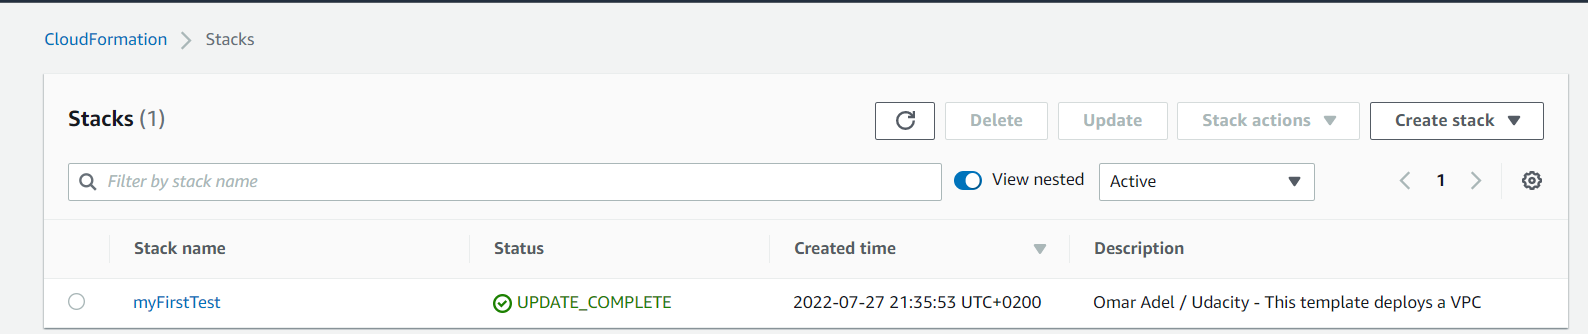 CloudFormation > Stacks
Stacks (1)
Delete
Update
Stack actions
Create stack
Filter by stack name
View nested
Active
1
Stack name Status Created time Description
myFirstTest UPDATE_COMPLETE 2022-07-27 21:35:53 UTC+0200 Omar Adel / Udacity - This template deploys a VPC